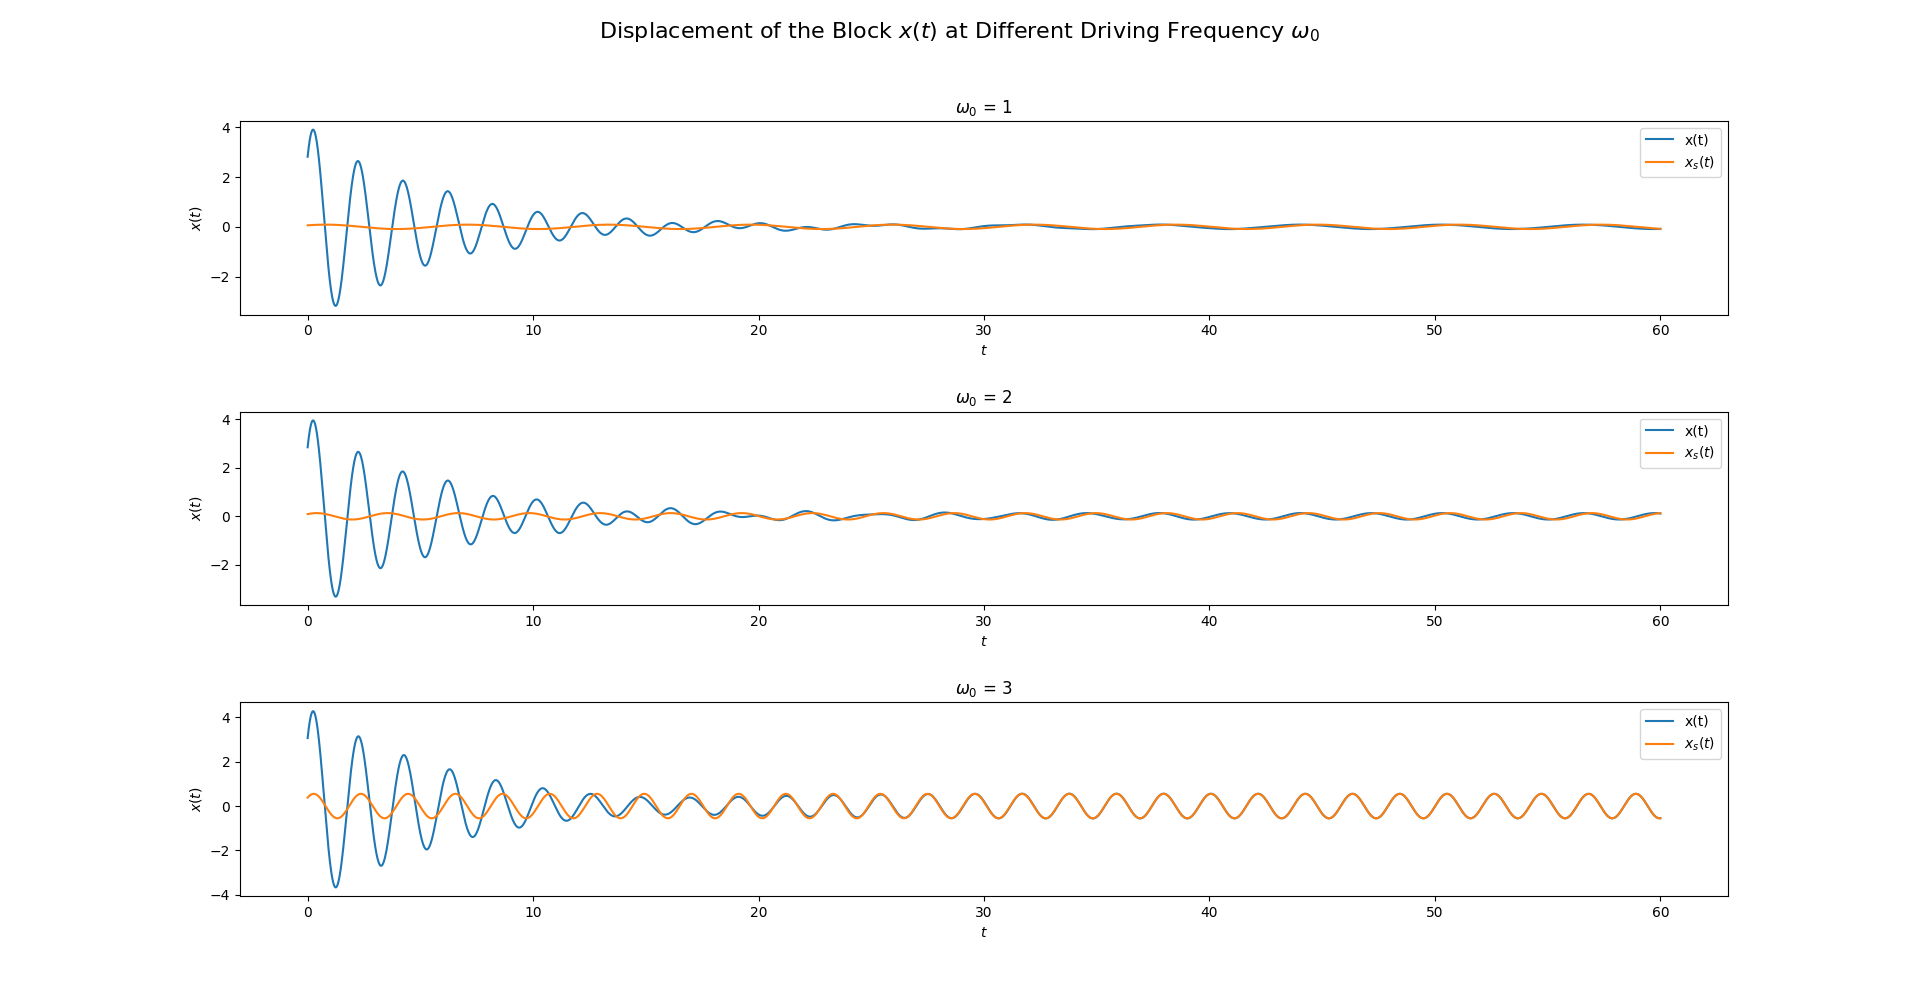 Displacement of the Block x(t) at Different Driving Frequency ω₀
ω₀ = 1
4
2
0
−2
x(t)
x(t)
xₛ(t)
0 10 20 30 40 50 60
t
ω₀ = 2
4
2
0
−2
x(t)
x(t)
xₛ(t)
0 10 20 30 40 50 60
t
ω₀ = 3
4
2
0
−2
−4
x(t)
x(t)
xₛ(t)
0 10 20 30 40 50 60
t